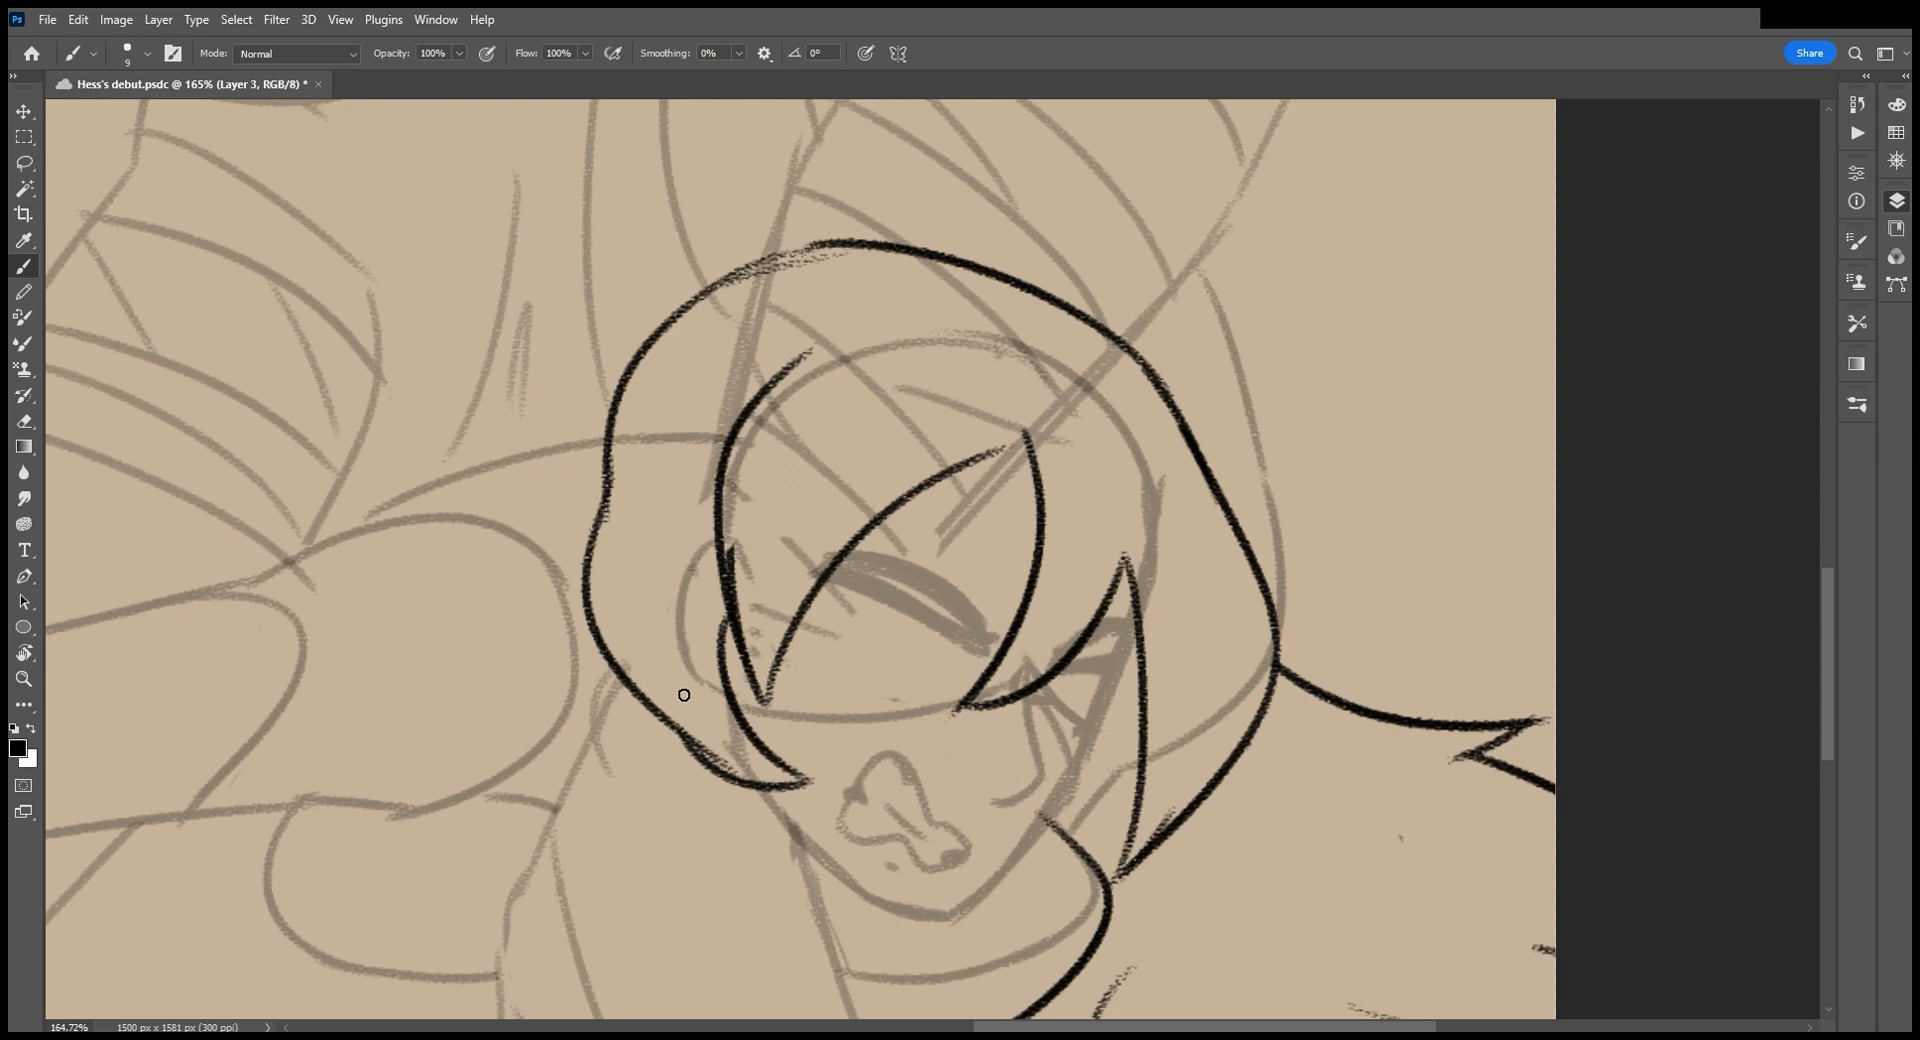 Ps File Edit Image Layer Type Select Filter 3D View Plugins Window Help
9 Mode: Normal Opacity: 100% Flow: 100% Smoothing: 0% 0° Share
Hess's debut.psdc @ 165% (Layer 3, RGB/8) *
164.72% 1500 px x 1581 px (300 ppi)